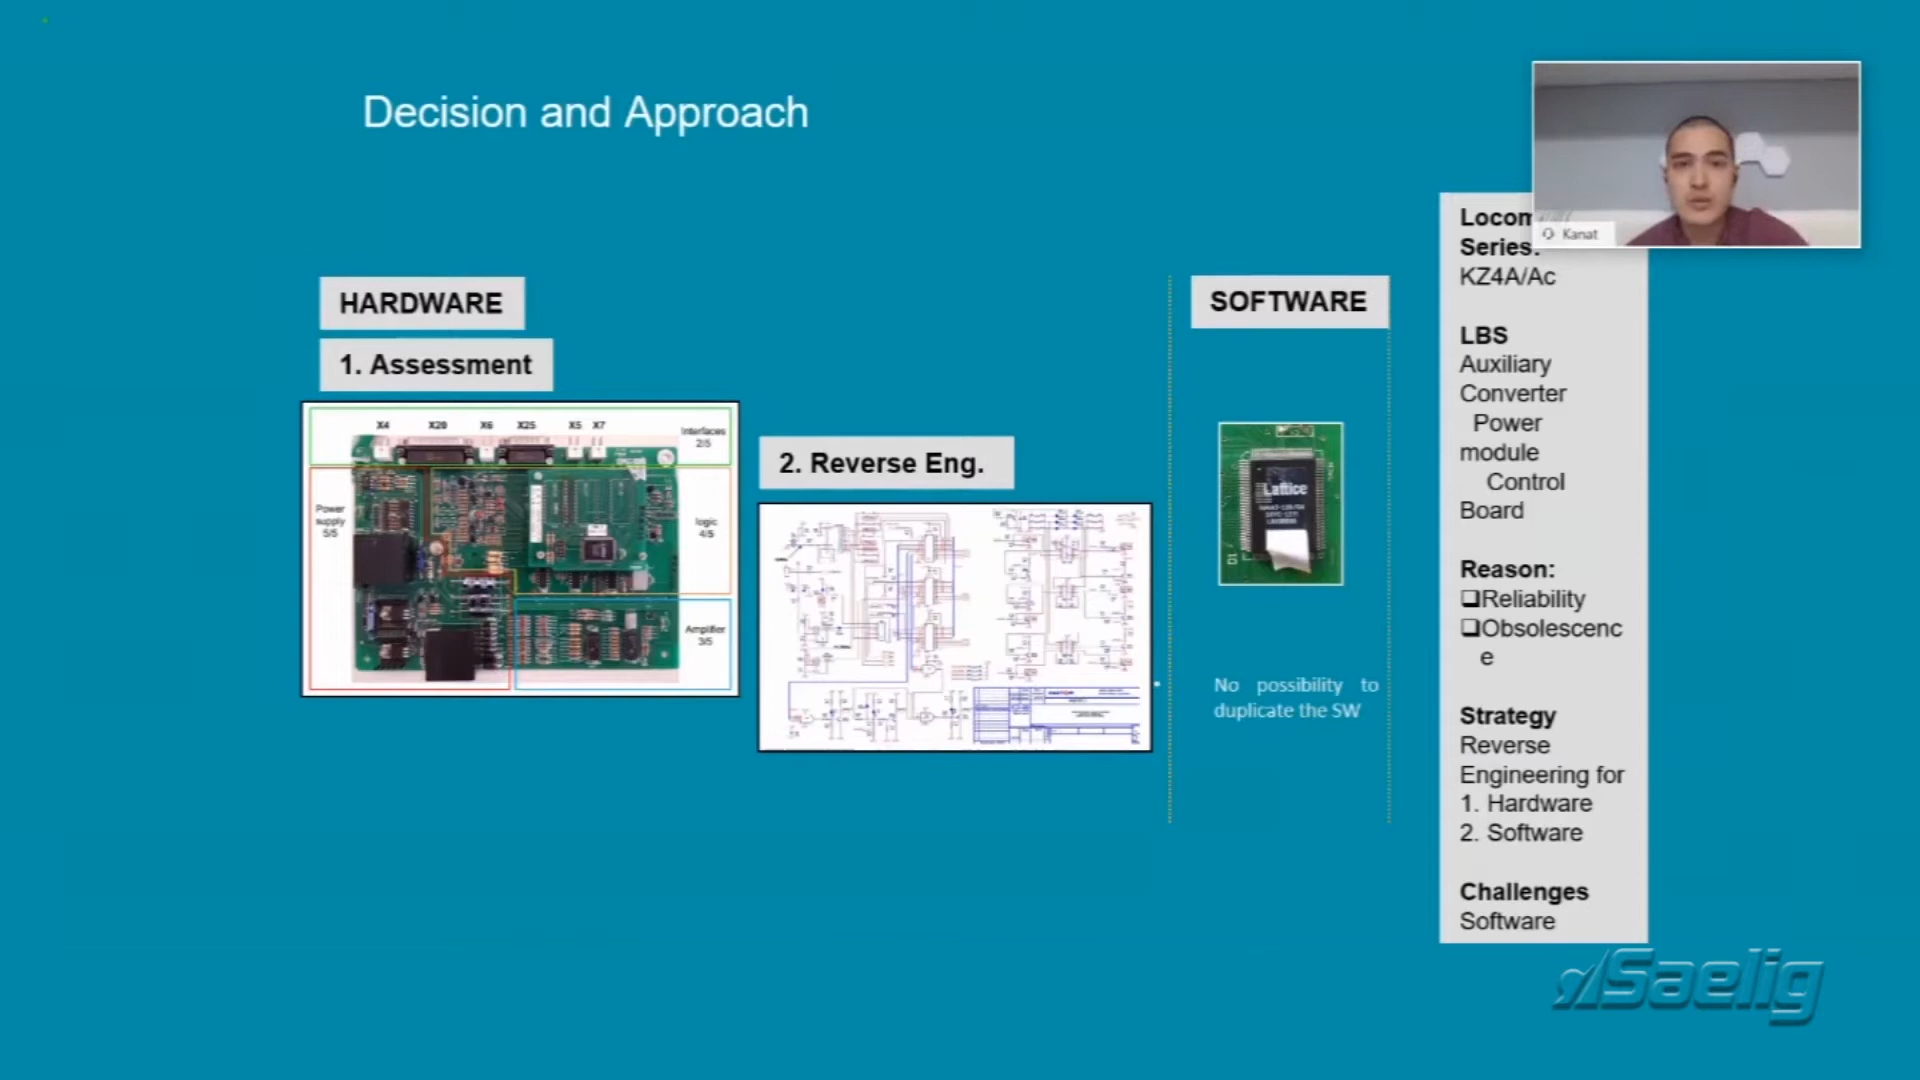 Decision and Approach
Kanat
HARDWARE
1. Assessment
X4 X20 X6 X25 X5 X7
Interfaces
2/5
Power
supply
5/5
logic
4/5
Amplifier
3/5
2. Reverse Eng.
SOFTWARE
Lattice
D1
No possibility to
duplicate the SW
Series:
KZ4A/Ac
LBS
Auxiliary
Converter
Power
module
Control
Board
Reason:
❑Reliability
❑Obsolescenc
e
Strategy
Reverse
Engineering for
1. Hardware
2. Software
Challenges
Software
Saelig